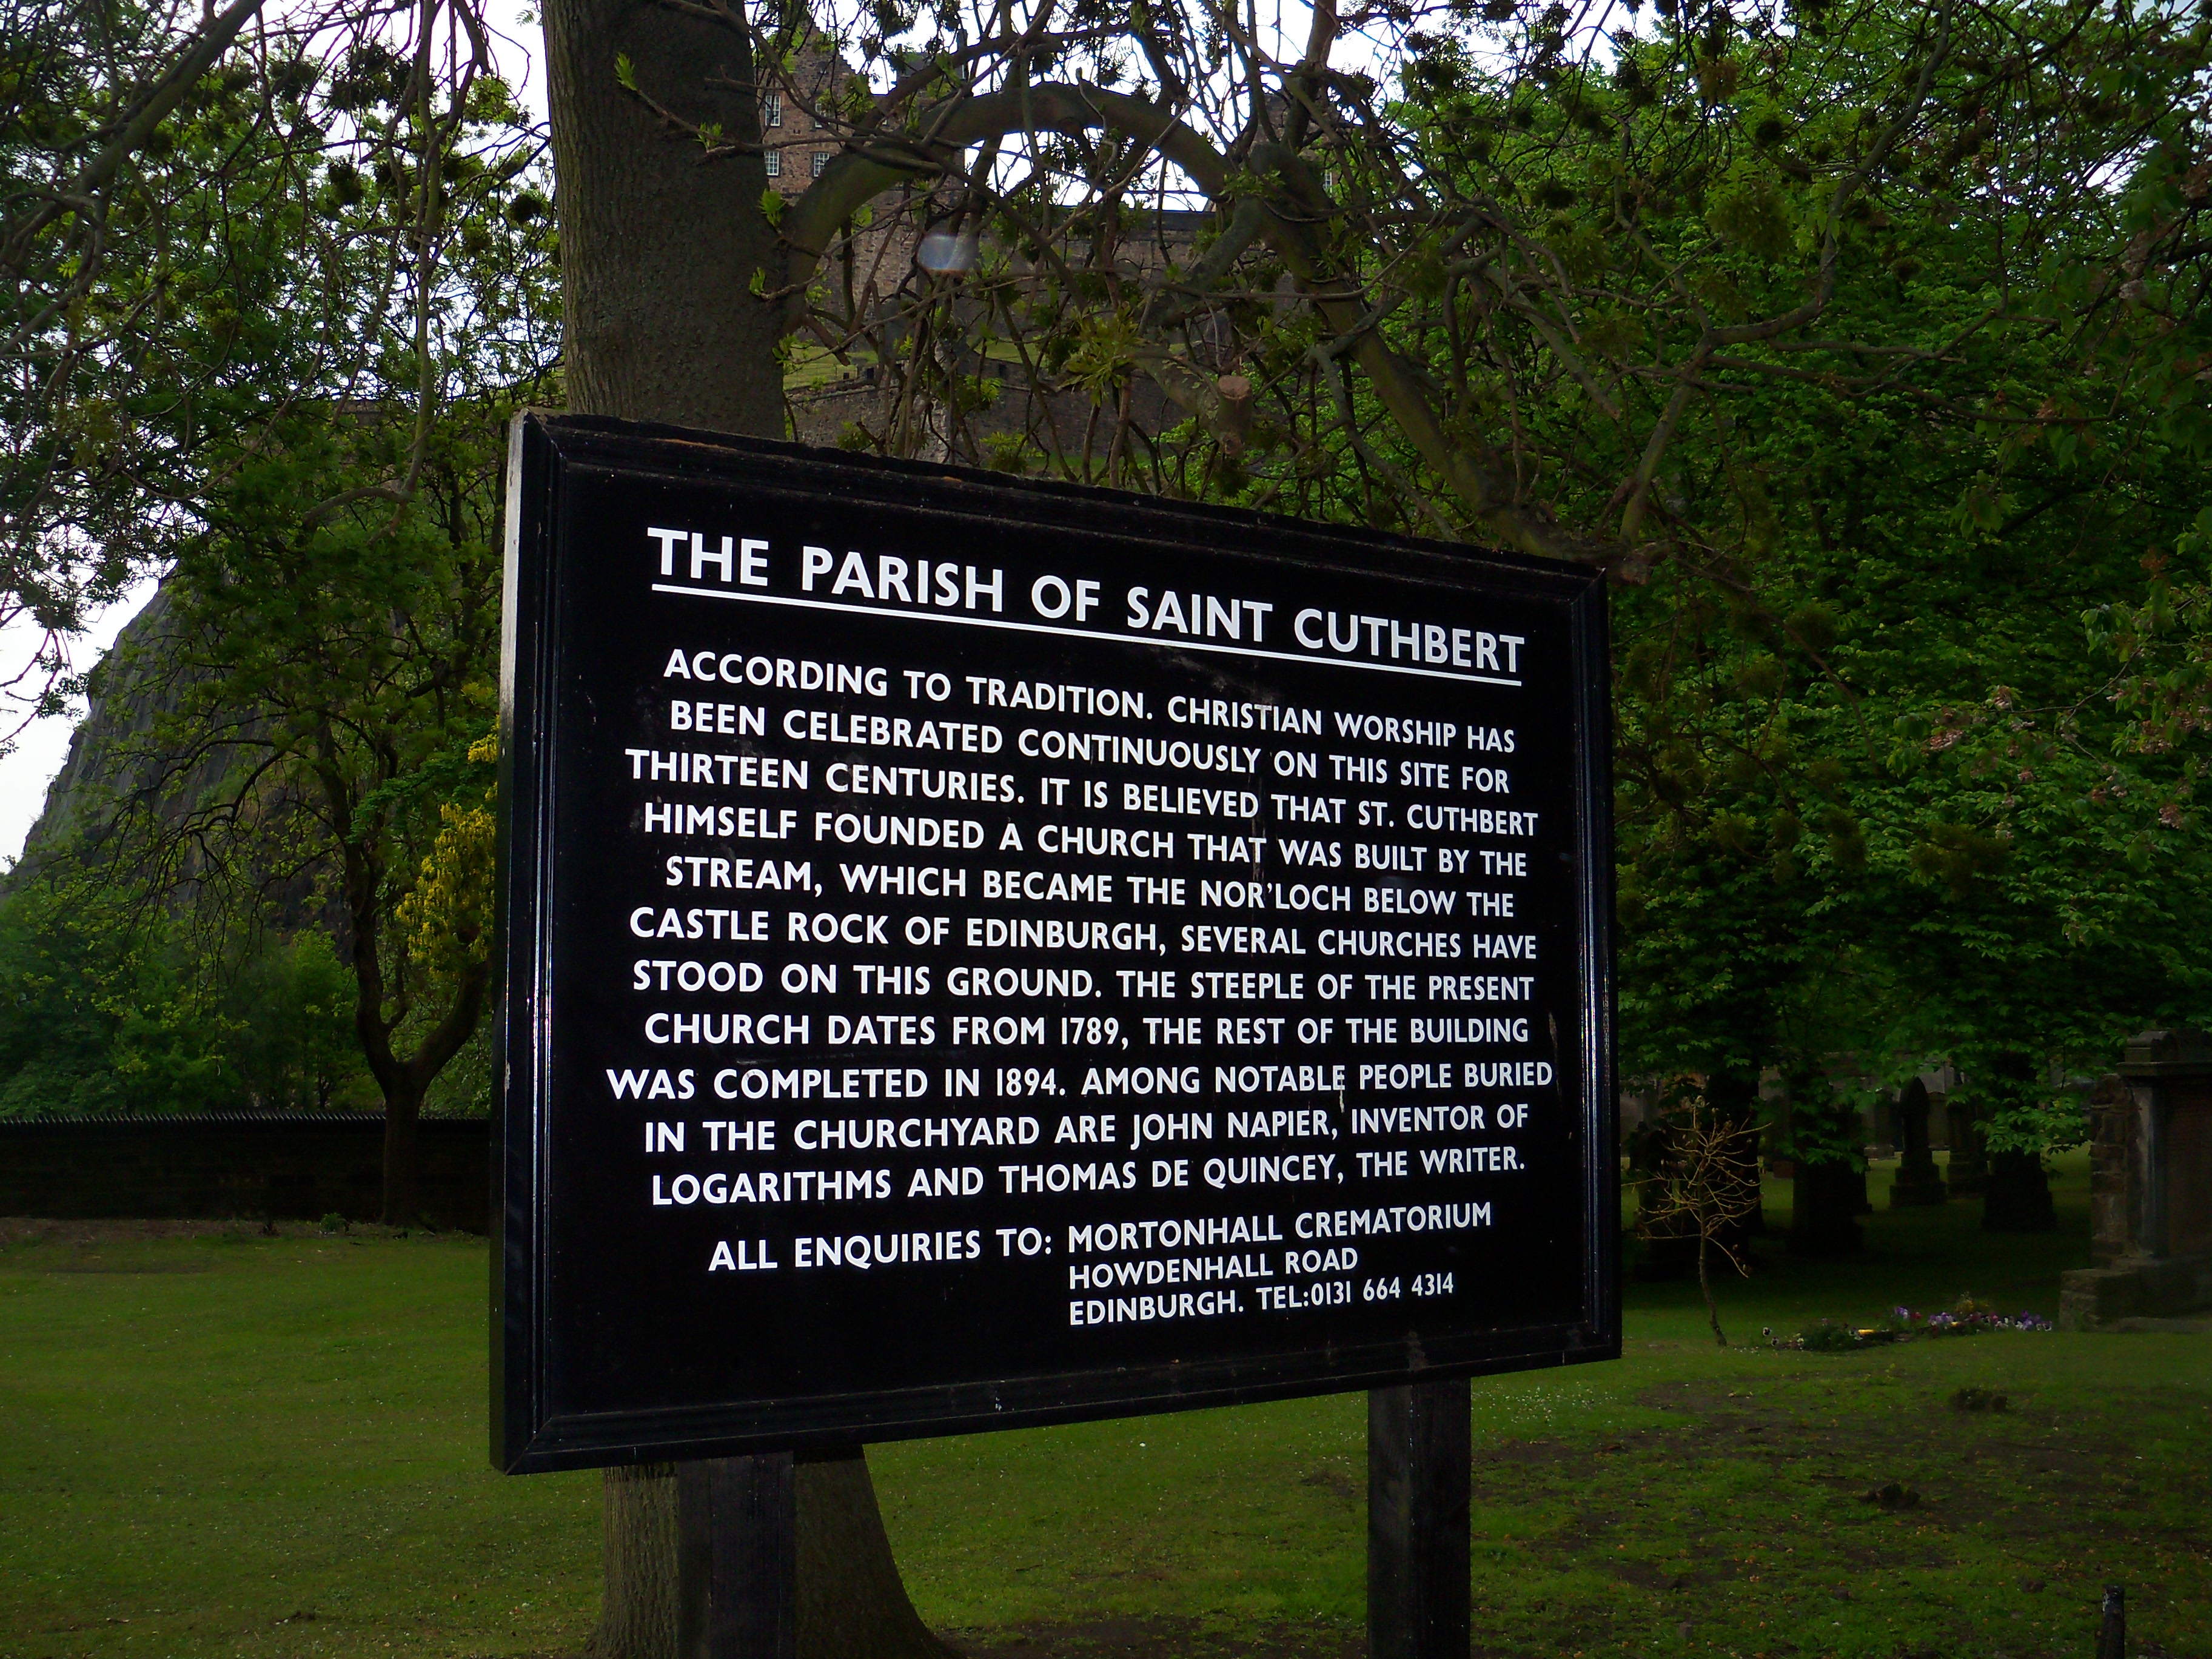 THE PARISH OF SAINT CUTHBERT
ACCORDING TO TRADITION. CHRISTIAN WORSHIP HAS
BEEN CELEBRATED CONTINUOUSLY ON THIS SITE FOR
THIRTEEN CENTURIES. IT IS BELIEVED THAT ST. CUTHBERT
HIMSELF FOUNDED A CHURCH THAT WAS BUILT BY THE
STREAM, WHICH BECAME THE NOR'LOCH BELOW THE
CASTLE ROCK OF EDINBURGH, SEVERAL CHURCHES HAVE
STOOD ON THIS GROUND. THE STEEPLE OF THE PRESENT
CHURCH DATES FROM 1789, THE REST OF THE BUILDING
WAS COMPLETED IN 1894. AMONG NOTABLE PEOPLE BURIED
IN THE CHURCHYARD ARE JOHN NAPIER, INVENTOR OF
LOGARITHMS AND THOMAS DE QUINCEY, THE WRITER.
ALL ENQUIRIES TO: MORTONHALL CREMATORIUM
HOWDENHALL ROAD
EDINBURGH. TEL:0131 664 4314